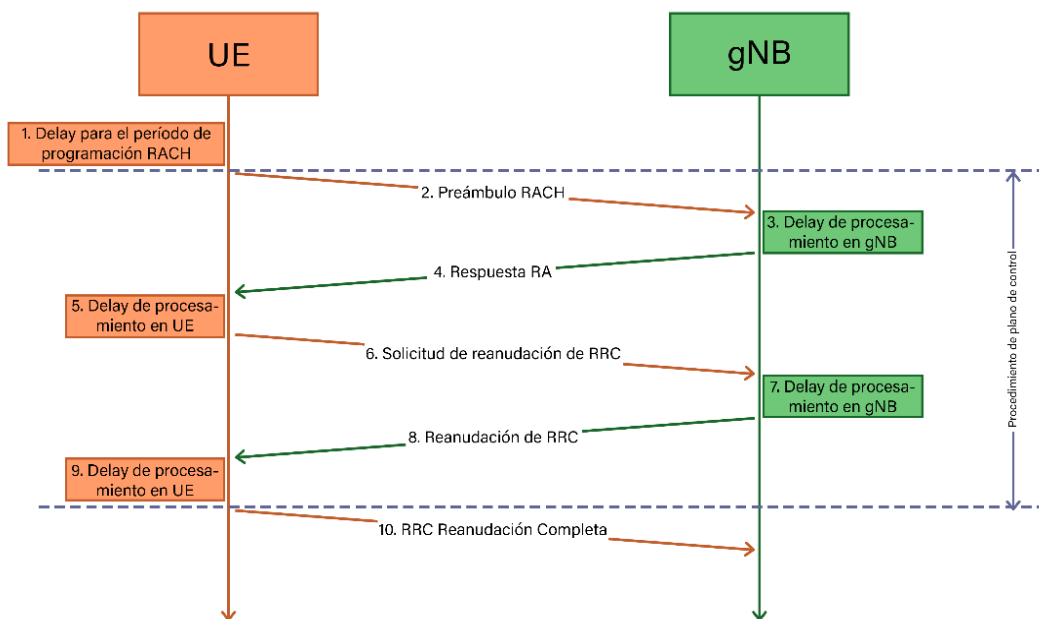 UE
gNB
1. Delay para el período de
programación RACH
2. Preámbulo RACH
3. Delay de procesa-
miento en gNB
4. Respuesta RA
5. Delay de procesa-
miento en UE
6. Solicitud de reanudación de RRC
7. Delay de procesa-
miento en gNB
8. Reanudación de RRC
9. Delay de procesa-
miento en UE
10. RRC Reanudación Completa
Procedimiento de plano de control